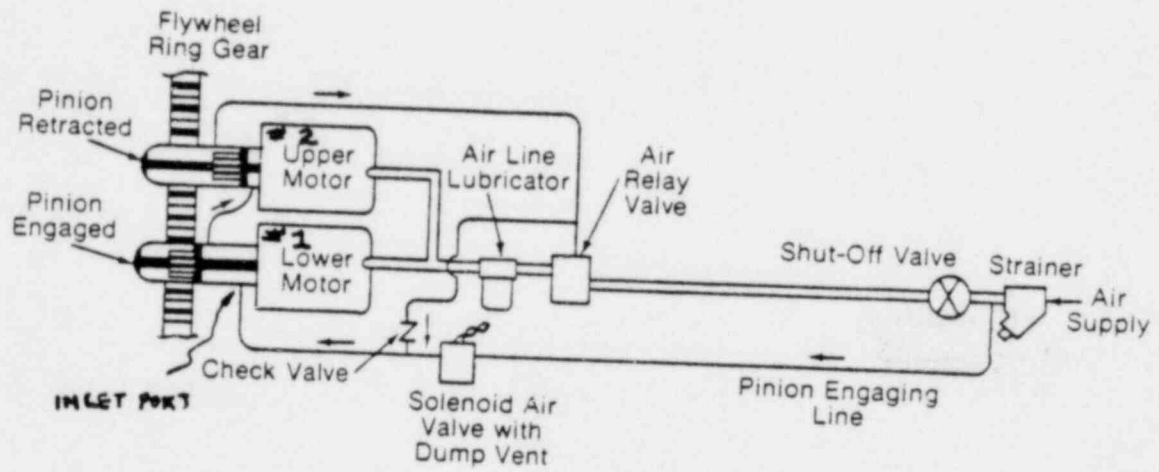 Flywheel
Ring Gear
Pinion
Retracted
# 2
Upper
Motor
Air Line
Lubricator
Air
Relay
Valve
Pinion
Engaged
# 1
Lower
Motor
Shut-Off Valve
Strainer
Air
Supply
Check Valve
INLET PORT
Solenoid Air
Valve with
Dump Vent
Pinion Engaging
Line